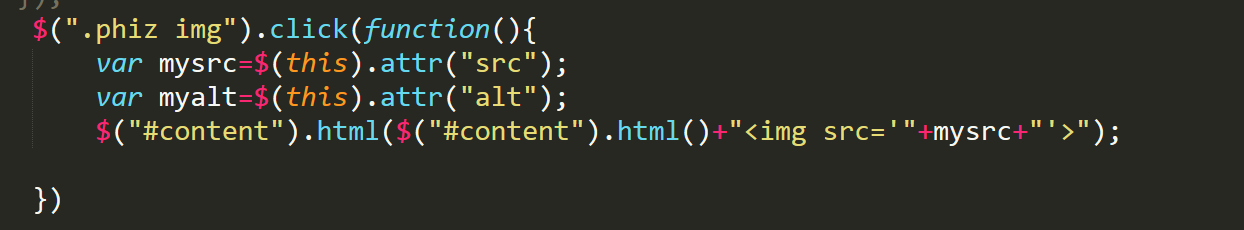 });
$(".phiz img").click(function(){
    var mysrc=$(this).attr("src");
    var myalt=$(this).attr("alt");
    $("#content").html($("#content").html()+"<img src='"+mysrc+"'>");
})